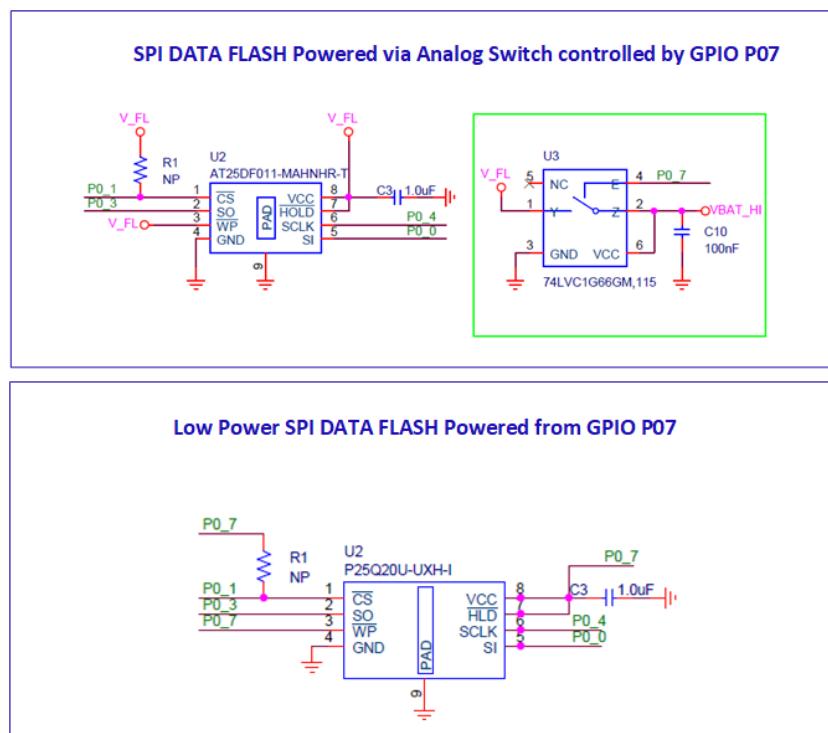 SPI DATA FLASH Powered via Analog Switch controlled by GPIO P07
V_FL
V_FL
R1
NP
U2
AT25DF011-MAHNHR-T
P0_1
P0_3
V_FL
1
2
3
4
CS
SO
WP
GND
PAD
VCC
HOLD
SCLK
SI
8
7
6
5
C3
1.0uF
P0_4
P0_0
9
U3
V_FL
5
NC
E
4
P0_7
1
Y
Z
2
VBAT_HI
3
GND
VCC
6
C10
100nF
74LVC1G66GM,115
Low Power SPI DATA FLASH Powered from GPIO P07
P0_7
R1
NP
U2
P25Q20U-UXH-I
P0_1
P0_3
P0_7
1
2
3
4
CS
SO
WP
GND
PAD
VCC
HLD
SCLK
SI
8
7
6
5
P0_7
C3
1.0uF
P0_4
P0_0
9